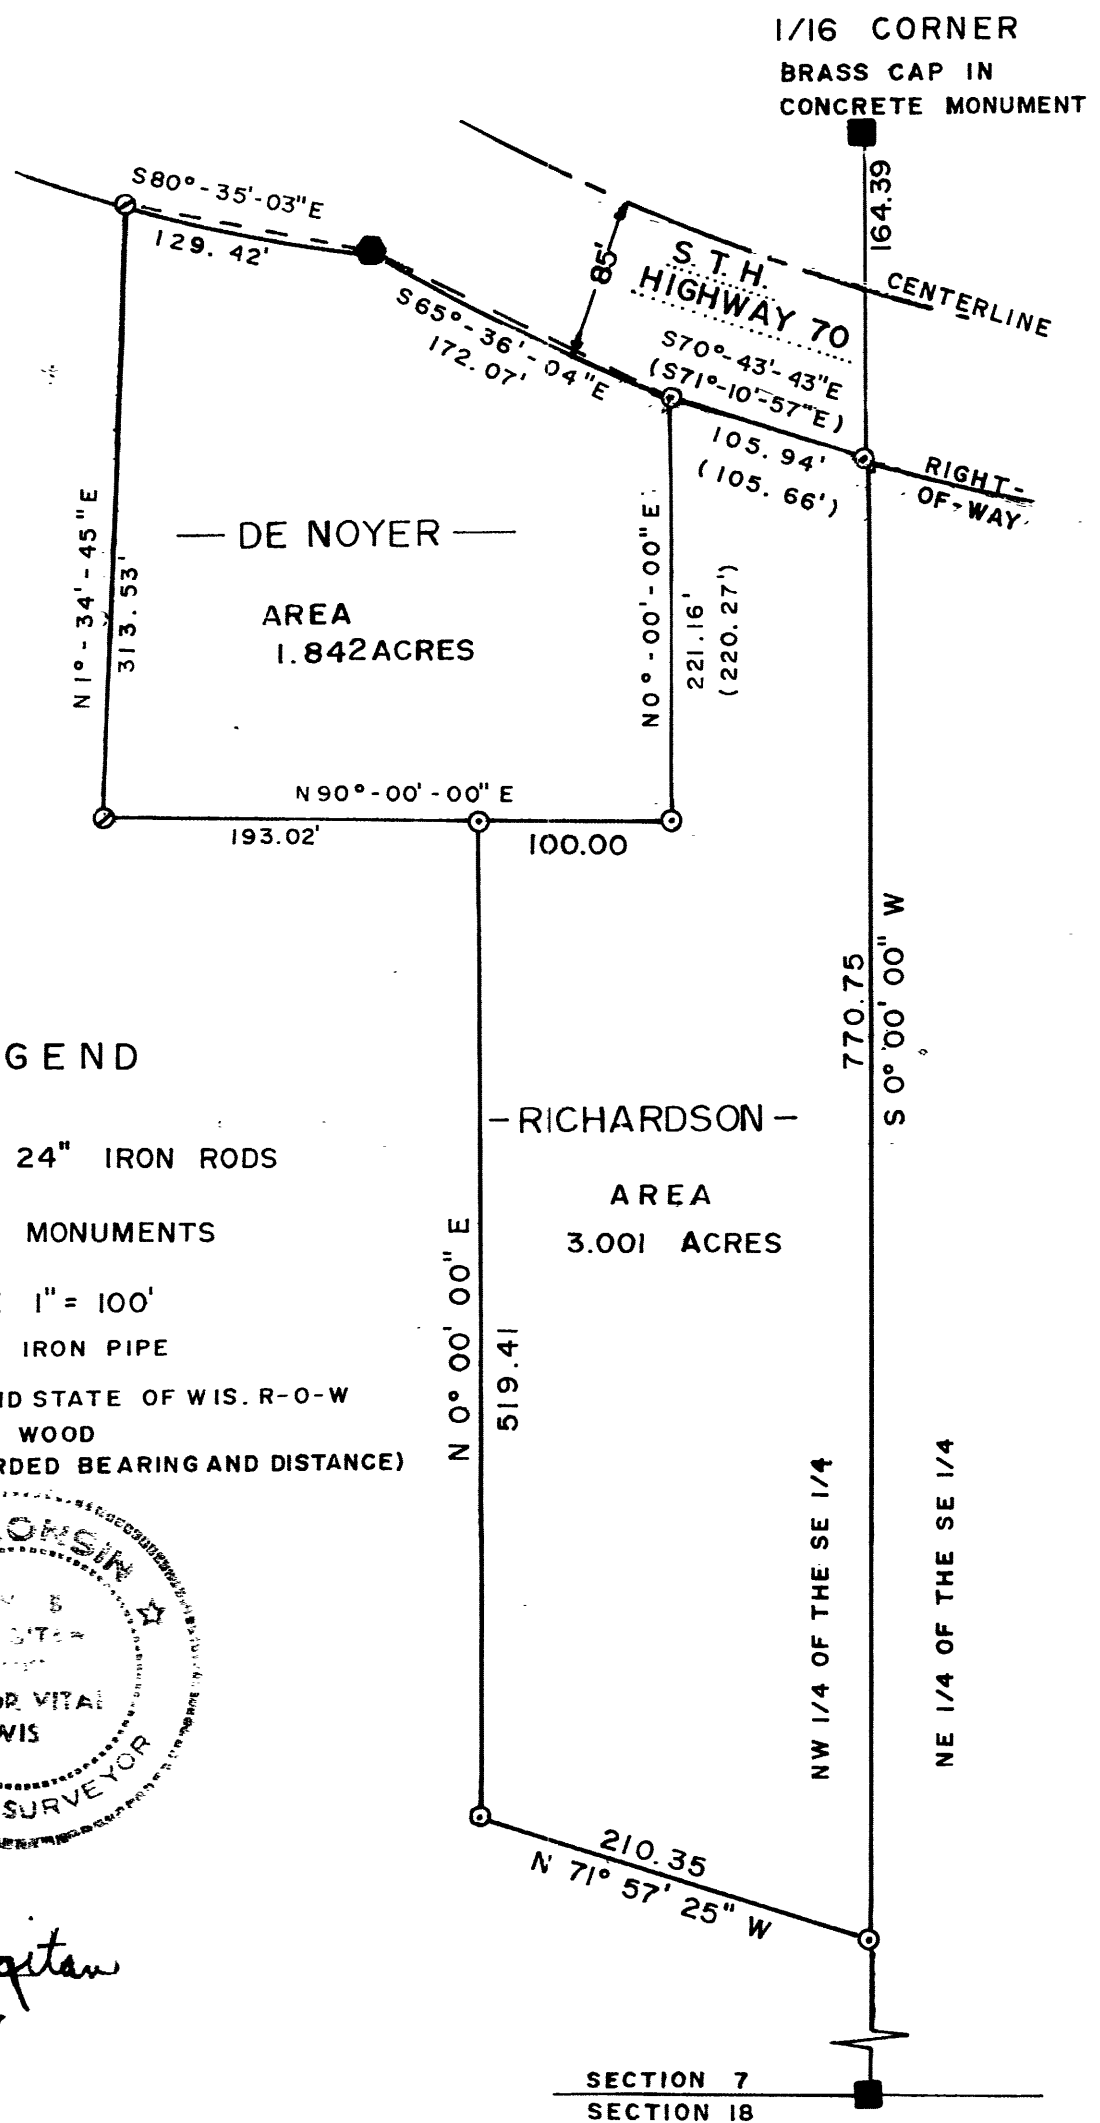 1/16 CORNER
BRASS CAP IN
CONCRETE MONUMENT
164.39
S80°-35'-03"E
129.42'
85'
S.T.H.
HIGHWAY 70
CENTERLINE
S65°-36'-04"E
172.07'
S70°-43'-43"E
(S71°-10'-57"E)
105.94'
(105.66')
RIGHT-
OF-WAY
N1°-34'-45"E
313.53'
— DE NOYER —
AREA
1.842 ACRES
N0°-00'-00"E
221.16'
(220.27')
N90°-00'-00"E
193.02'
100.00
770.75
S 0° 00' 00" W
GEND
24" IRON RODS
MONUMENTS
1" = 100'
IRON PIPE
STATE OF WIS. R-O-W
WOOD
RDED BEARING AND DISTANCE)
- RICHARDSON -
AREA
3.001 ACRES
N 0° 00' 00" E
519.41
NW 1/4 OF THE SE 1/4
NE 1/4 OF THE SE 1/4
WIS
SURVEYOR
210.35
N 71° 57' 25" W
SECTION 7
SECTION 18